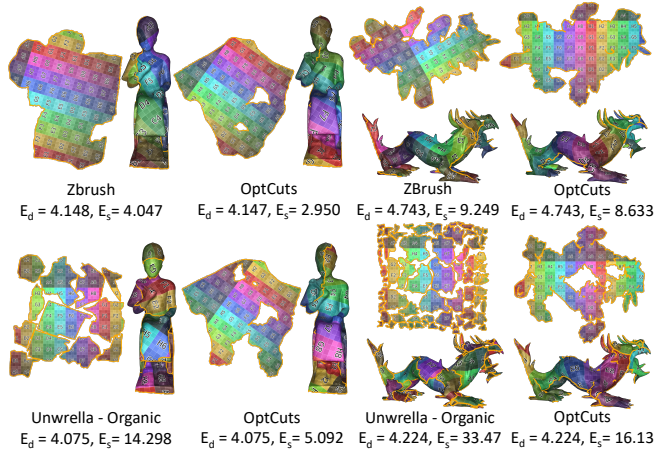 Zbrush
E_d = 4.148, E_s= 4.047
OptCuts
E_d = 4.147, E_s= 2.950
ZBrush
E_d = 4.743, E_s= 9.249
OptCuts
E_d = 4.743, E_s= 8.633
Unwrella - Organic
E_d = 4.075, E_s= 14.298
OptCuts
E_d = 4.075, E_s= 5.092
Unwrella - Organic
E_d = 4.224, E_s= 33.47
OptCuts
E_d = 4.224, E_s= 16.13